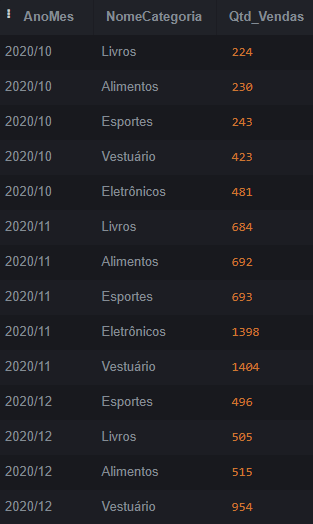 AnoMes NomeCategoria Qtd_Vendas
2020/10 Livros 224
2020/10 Alimentos 230
2020/10 Esportes 243
2020/10 Vestuário 423
2020/10 Eletrônicos 481
2020/11 Livros 684
2020/11 Alimentos 692
2020/11 Esportes 693
2020/11 Eletrônicos 1398
2020/11 Vestuário 1404
2020/12 Esportes 496
2020/12 Livros 505
2020/12 Alimentos 515
2020/12 Vestuário 954